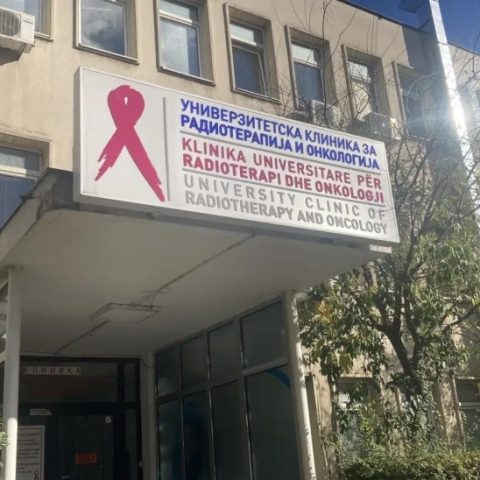 УНИВЕРЗИТЕТСКА КЛИНИКА ЗА
РАДИОТЕРАПИЈА И ОНКОЛОГИЈА
KLINIKA UNIVERSITARE PËR
RADIOTERAPI DHE ONKOLOGJI
UNIVERSITY CLINIC OF
RADIOTHERAPY AND ONCOLOGY
КЛИНИКА